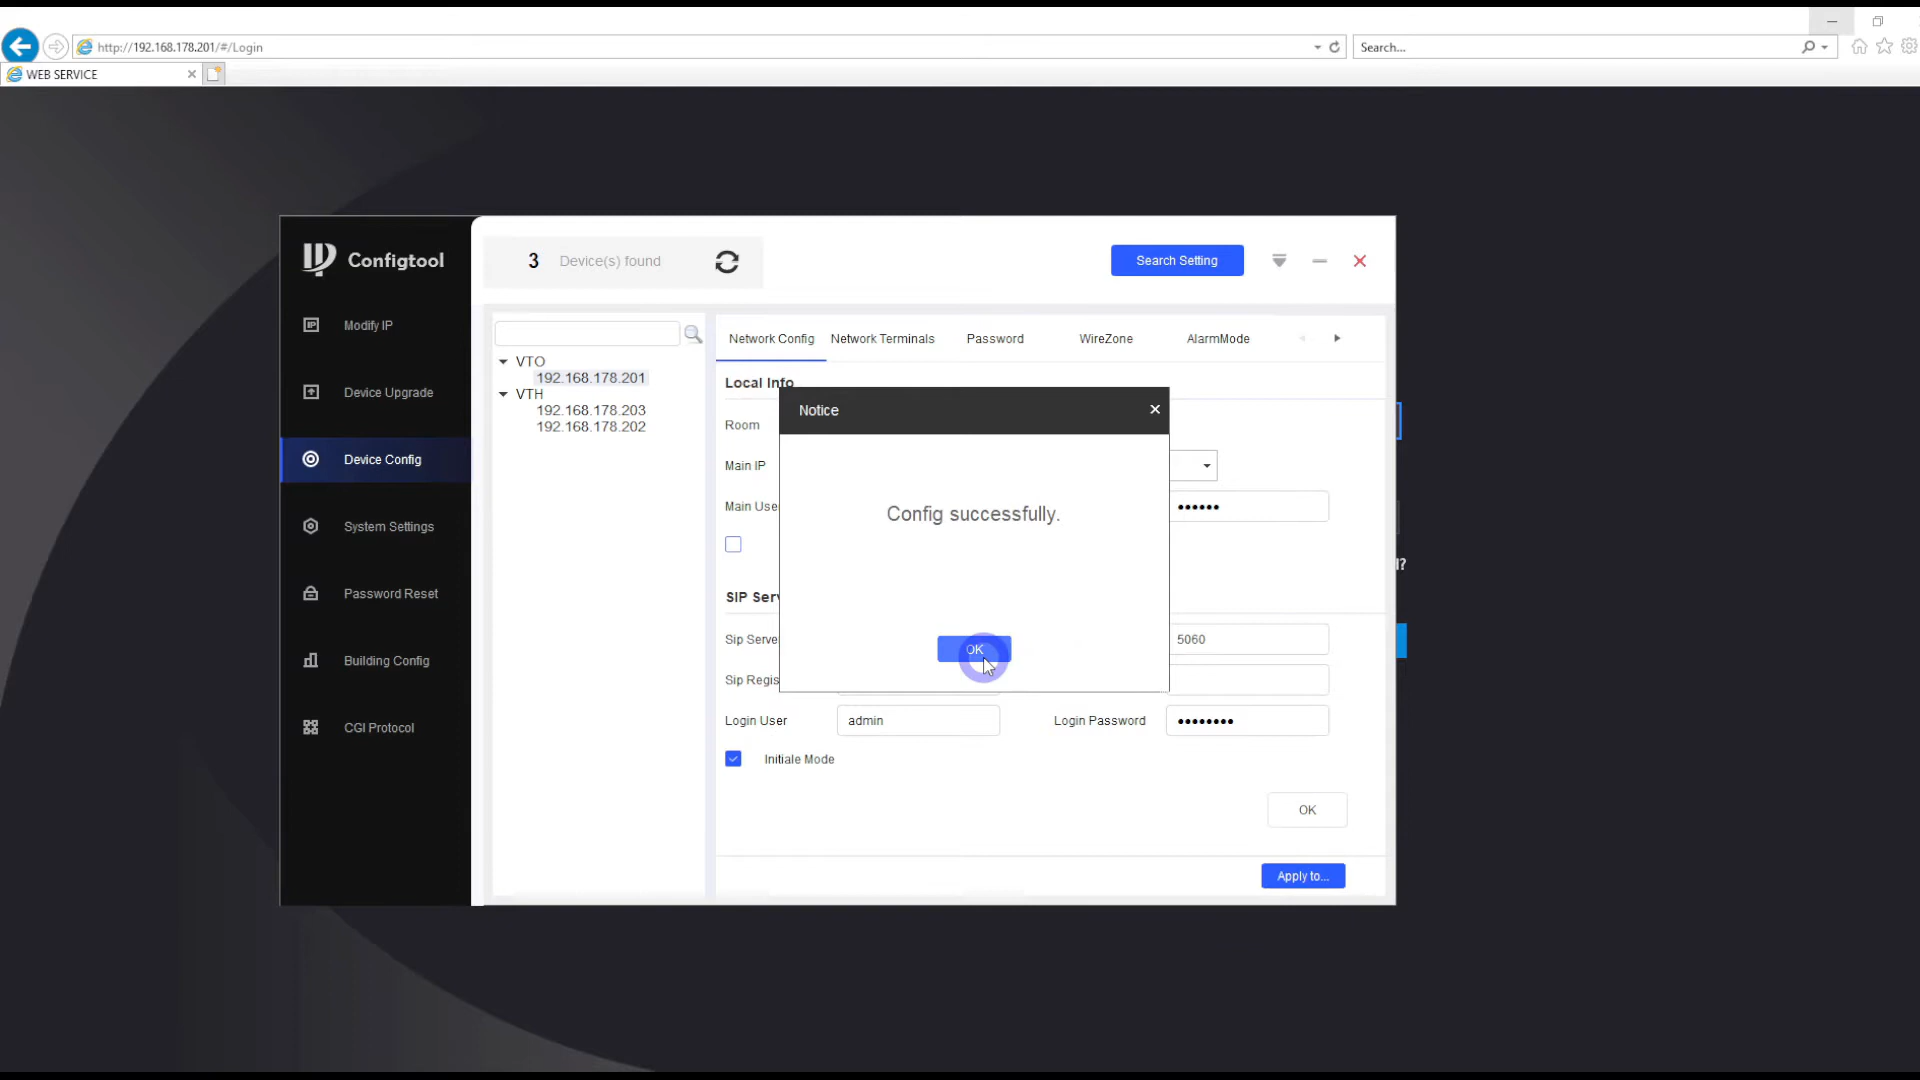 http://192.168.178.201/#/Login
Search...
WEB SERVICE
Configtool
3 Device(s) found
Search Setting
Modify IP
Device Upgrade
Device Config
System Settings
Password Reset
Building Config
CGI Protocol
VTO
192.168.178.201
VTH
192.168.178.203
192.168.178.202
Network Config Network Terminals Password WireZone AlarmMode
Local Info
Room
Main IP
Main Use
Notice
Config successfully.
OK
SIP Serv
Sip Serve
5060
Sip Regis
Login User admin Login Password
Initiale Mode
OK
Apply to...
l?